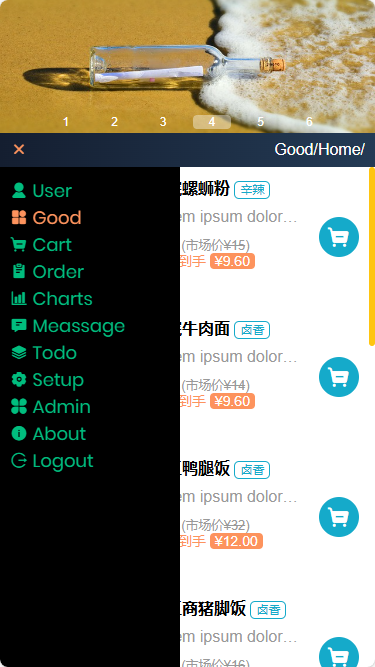 1 2 3 4 5 6
× Good/Home/
User
Good
Cart
Order
Charts
Meassage
Todo
Setup
Admin
About
Logout
螺蛳粉 辛辣
em ipsum dolor…
(市场价¥15)
到手 ¥9.60
牛肉面 卤香
em ipsum dolor…
(市场价¥14)
到手 ¥9.60
鸭腿饭 卤香
em ipsum dolor…
(市场价¥32)
到手 ¥12.00
商猪脚饭 卤香
em ipsum dolor…
(市场价¥16)